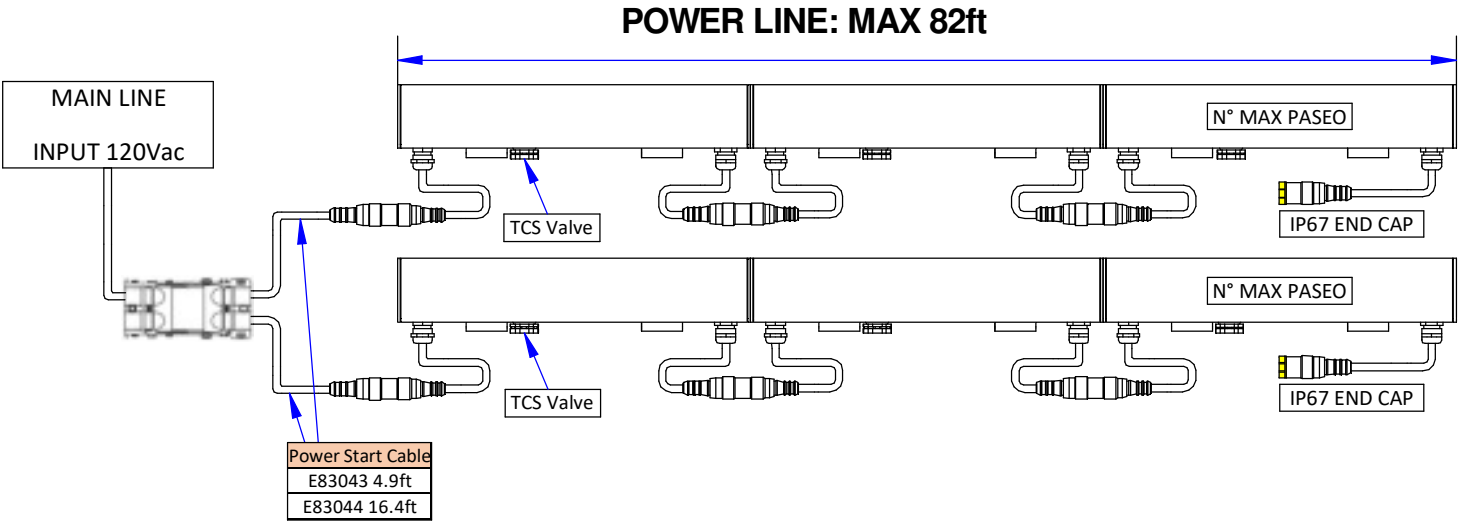 POWER LINE: MAX 82ft
MAIN LINE
INPUT 120Vac
N° MAX PASEO
TCS Valve
IP67 END CAP
N° MAX PASEO
TCS Valve
IP67 END CAP
Power Start Cable
E83043 4.9ft
E83044 16.4ft